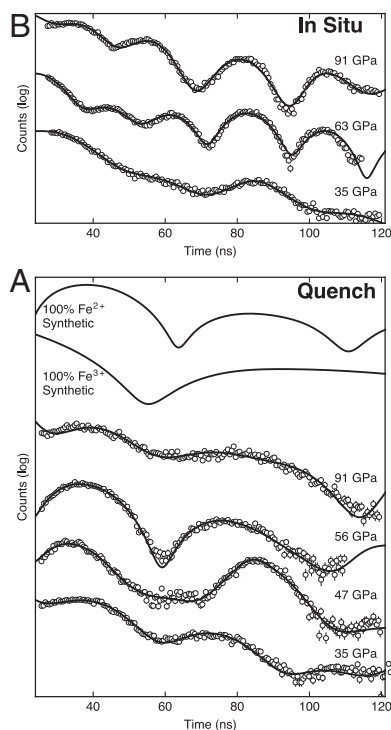 B
In Situ
91 GPa
63 GPa
35 GPa
Counts (log)
40 60 80 100 120
Time (ns)
A
Quench
100% Fe²⁺
Synthetic
100% Fe³⁺
Synthetic
91 GPa
56 GPa
47 GPa
35 GPa
Counts (log)
40 60 80 100 120
Time (ns)